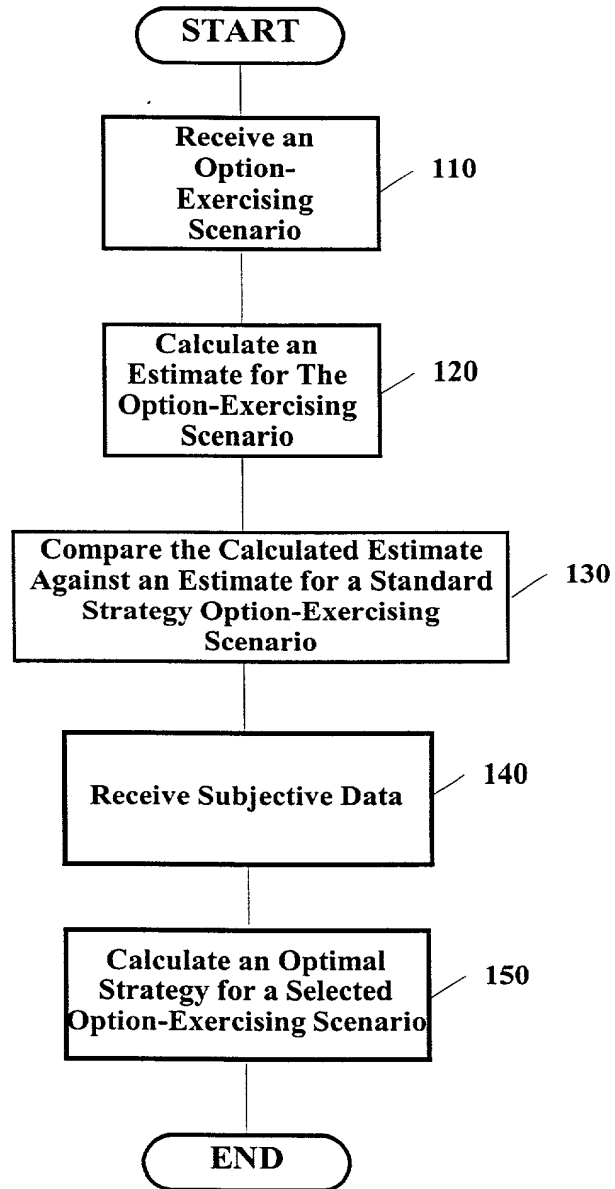 START
Receive an
Option-
Exercising
Scenario
110
Calculate an
Estimate for The
Option-Exercising
Scenario
120
Compare the Calculated Estimate
Against an Estimate for a Standard
Strategy Option-Exercising
Scenario
130
Receive Subjective Data
140
Calculate an Optimal
Strategy for a Selected
Option-Exercising Scenario
150
END